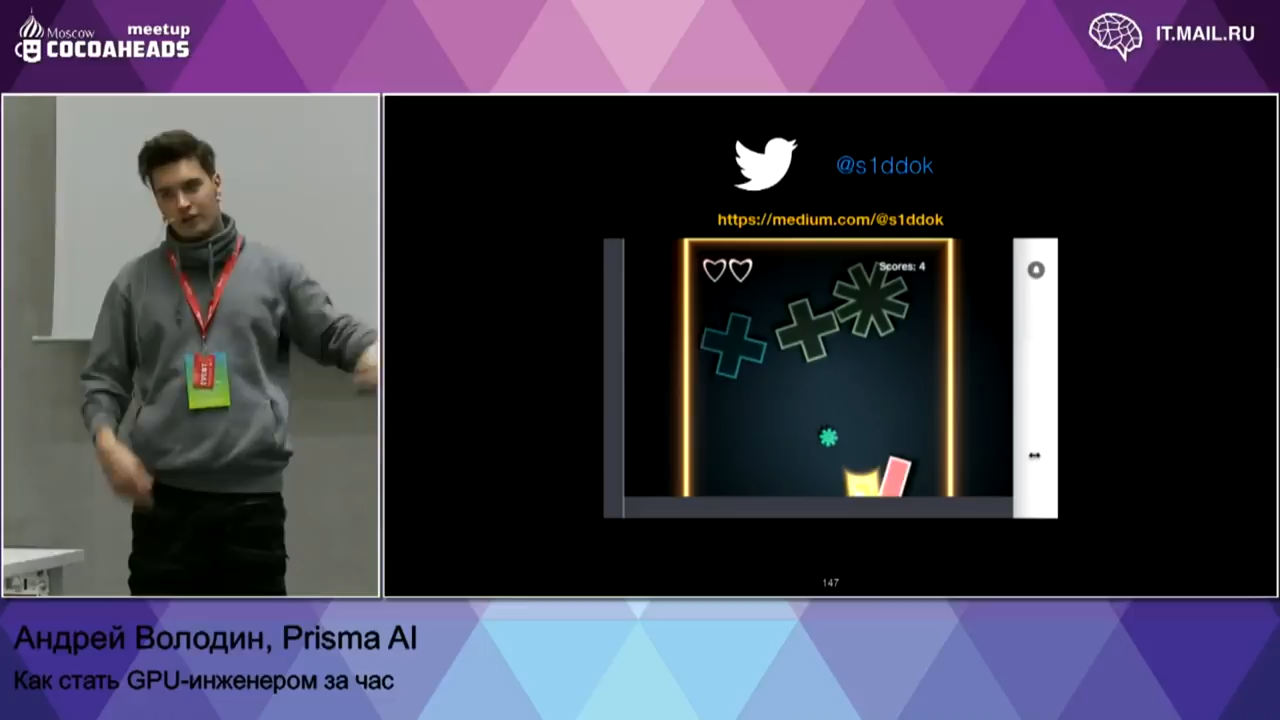 Moscow
meetup
COCOAHEADS
IT.MAIL.RU
@s1ddok
https://medium.com/@s1ddok
Scores: 4
147
Андрей Володин, Prisma AI
Как стать GPU-инженером за час